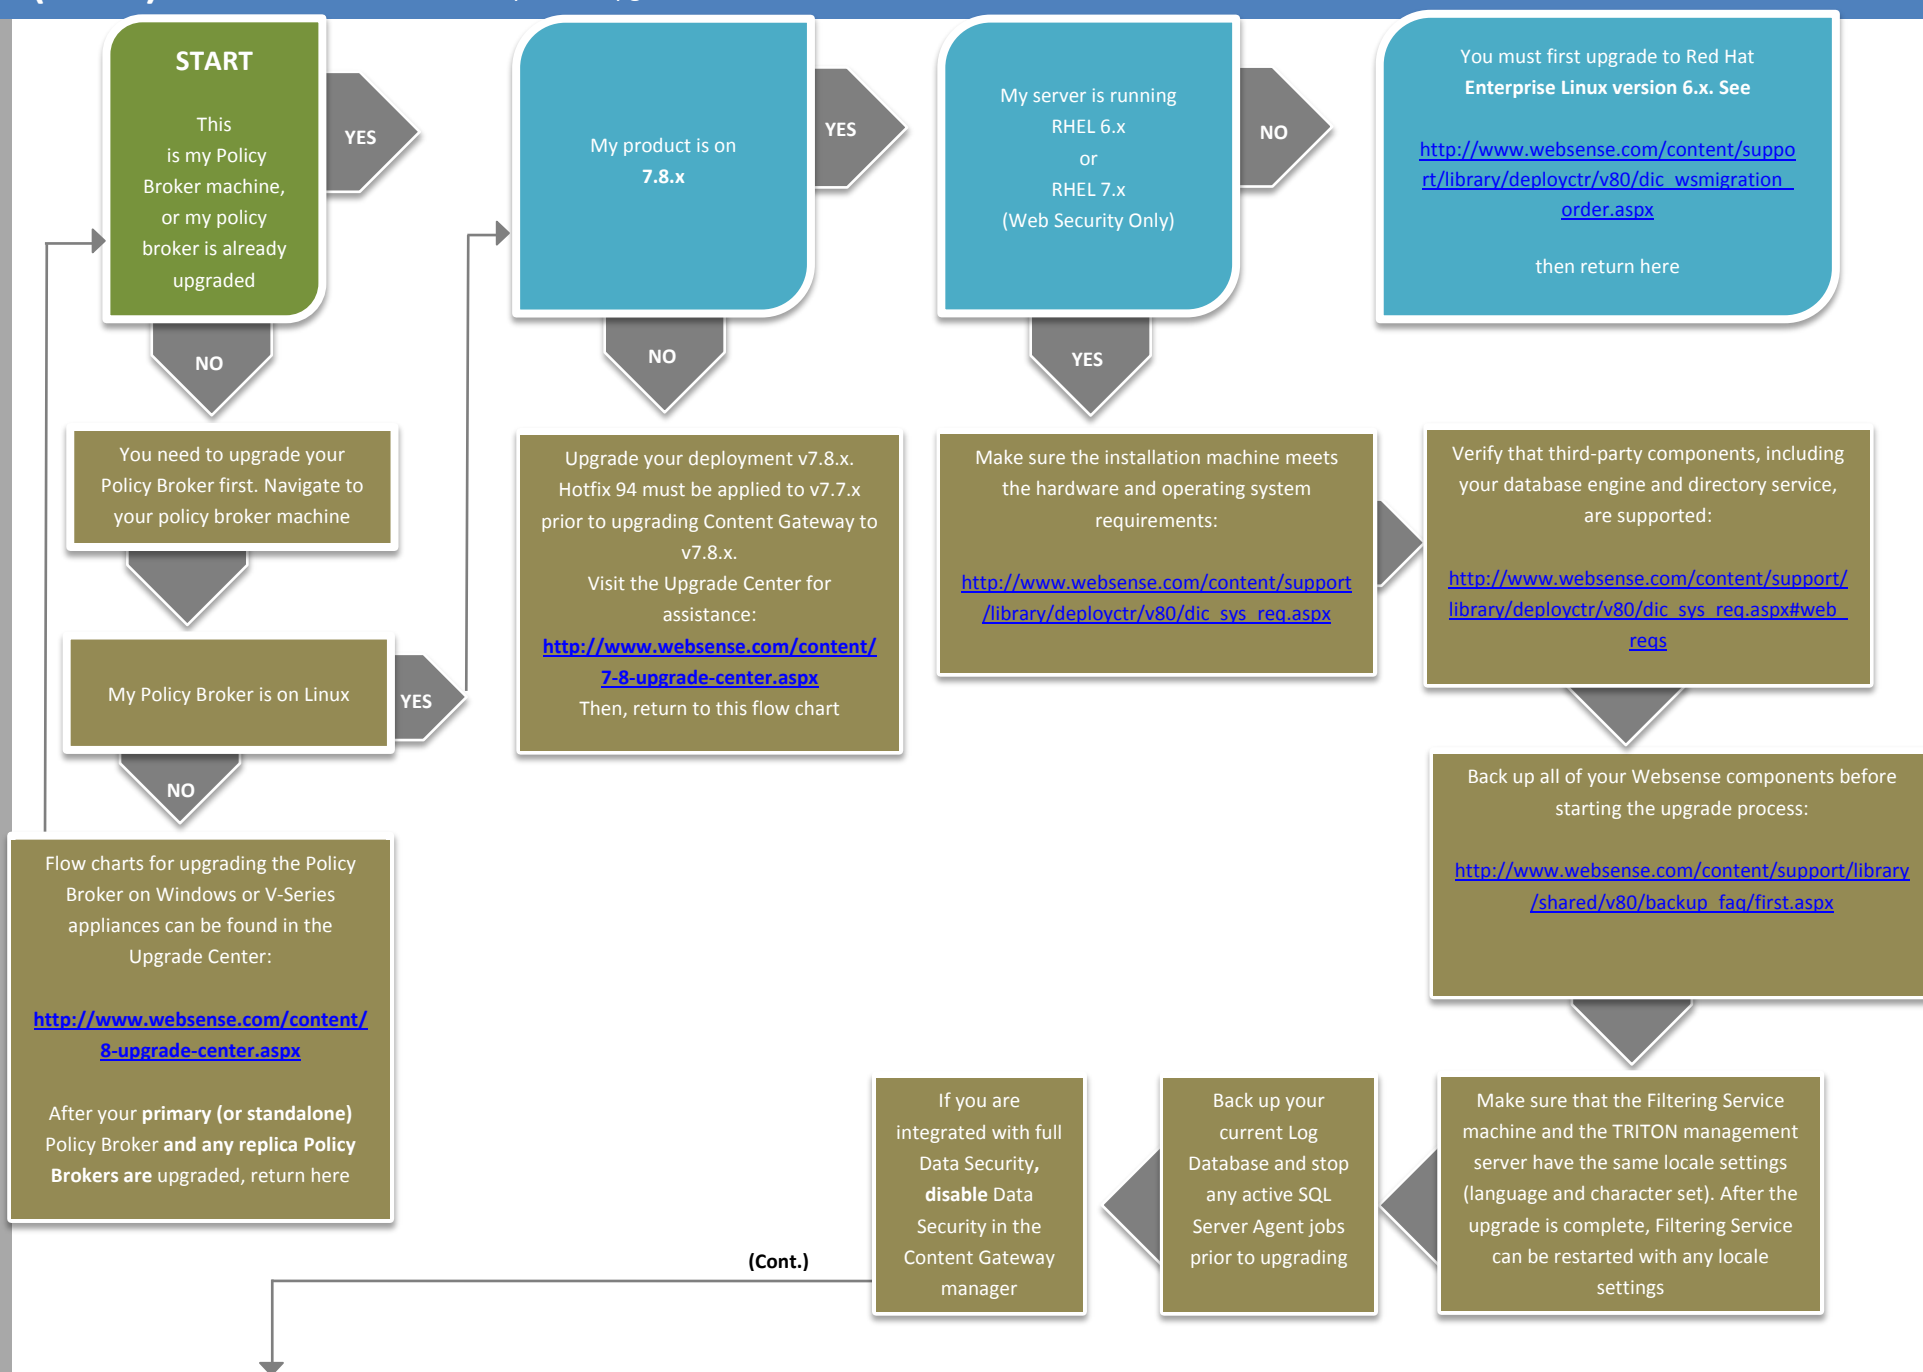 START
This
is my Policy
Broker machine,
or my policy
broker is already
upgraded
YES
NO
My product is on
7.8.x
YES
NO
My server is running
RHEL 6.x
or
RHEL 7.x
(Web Security Only)
NO
YES
You must first upgrade to Red Hat
Enterprise Linux version 6.x. See
http://www.websense.com/content/suppo
rt/library/deployctr/v80/dic_wsmigration_
order.aspx
then return here
You need to upgrade your
Policy Broker first. Navigate to
your policy broker machine
My Policy Broker is on Linux
YES
NO
Flow charts for upgrading the Policy
Broker on Windows or V-Series
appliances can be found in the
Upgrade Center:
http://www.websense.com/content/
8-upgrade-center.aspx
After your primary (or standalone)
Policy Broker and any replica Policy
Brokers are upgraded, return here
Upgrade your deployment v7.8.x.
Hotfix 94 must be applied to v7.7.x
prior to upgrading Content Gateway to
v7.8.x.
Visit the Upgrade Center for
assistance:
http://www.websense.com/content/
7-8-upgrade-center.aspx
Then, return to this flow chart
Make sure the installation machine meets
the hardware and operating system
requirements:
http://www.websense.com/content/support
/library/deployctr/v80/dic_sys_req.aspx
Verify that third-party components, including
your database engine and directory service,
are supported:
http://www.websense.com/content/support/
library/deployctr/v80/dic_sys_req.aspx#web_
reqs
Back up all of your Websense components before
starting the upgrade process:
http://www.websense.com/content/support/library
/shared/v80/backup_faq/first.aspx
Make sure that the Filtering Service
machine and the TRITON management
server have the same locale settings
(language and character set). After the
upgrade is complete, Filtering Service
can be restarted with any locale
settings
Back up your
current Log
Database and stop
any active SQL
Server Agent jobs
prior to upgrading
If you are
integrated with full
Data Security,
disable Data
Security in the
Content Gateway
manager
(Cont.)